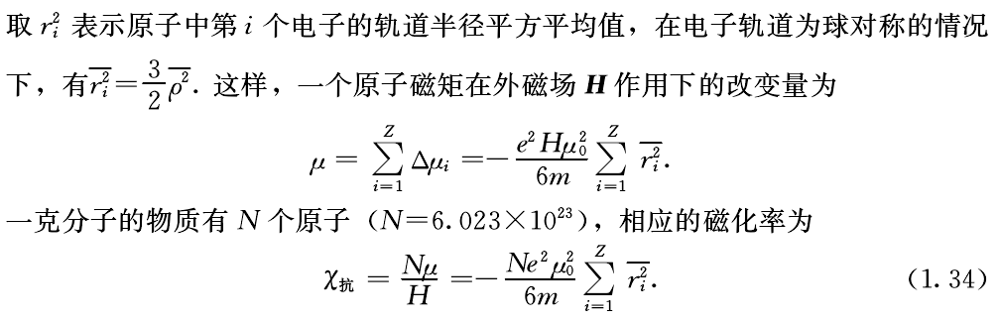 取 $r_i^2$ 表示原子中第 $i$ 个电子的轨道半径平方平均值，在电子轨道为球对称的情况
下，有$\overline{r_i^2}=\frac{3}{2}\overline{\rho^2}$. 这样，一个原子磁矩在外磁场 $\boldsymbol{H}$ 作用下的改变量为
$\mu = \sum_{i=1}^{Z} \Delta\mu_i = -\frac{e^2 H \mu_0^2}{6m} \sum_{i=1}^{Z} \overline{r_i^2}.$
一克分子的物质有 $N$ 个原子（$N=6.023\times10^{23}$），相应的磁化率为
$\chi_{抗} = \frac{N\mu}{H} = -\frac{Ne^2\mu_0^2}{6m} \sum_{i=1}^{Z} \overline{r_i^2}.$ (1.34)